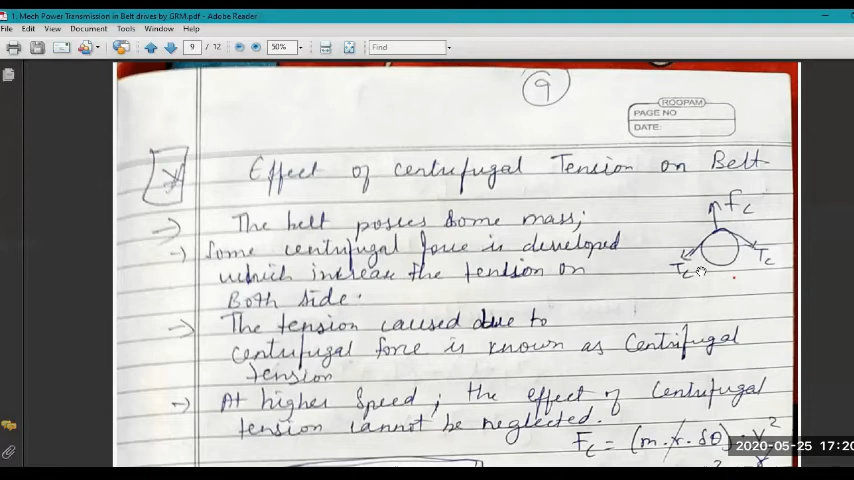 1. Mech Power Transmission in Belt drives by GRM.pdf - Adobe Reader
File Edit View Document Tools Window Help
9 / 12 50% Find
9
ROOPAM
PAGE NO
DATE:
Effect of centrifugal Tension on Belt
→ The belt posses some mass;
→ Some centrifugal force is developed
which increase the tension on
Both side.
Fc
Tc Tc
→ The tension caused due to
centrifugal force is known as Centrifugal
tension
→ At higher Speed, the effect of Centrifugal
tension cannot be neglected.
Fc = (m.r.δθ) . v²
r
2020-05-25 17:20